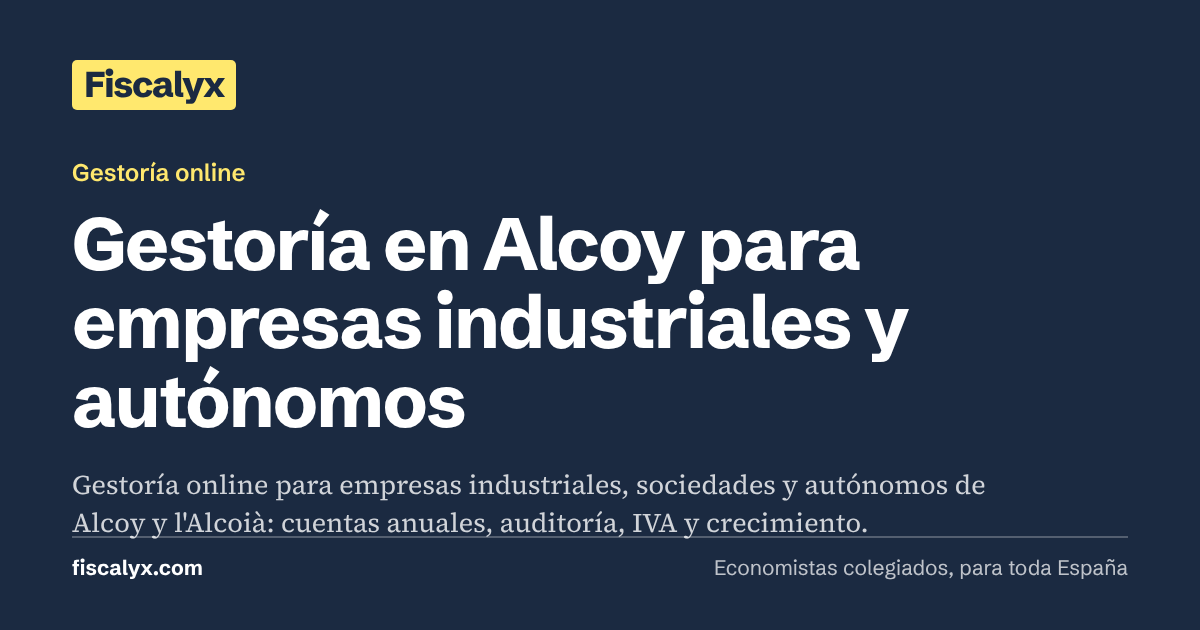 Fiscalyx
Gestoría online
Gestoría en Alcoy para
empresas industriales y
autónomos
Gestoría online para empresas industriales, sociedades y autónomos de
Alcoy y l'Alcoià: cuentas anuales, auditoría, IVA y crecimiento.
fiscalyx.com
Economistas colegiados, para toda España